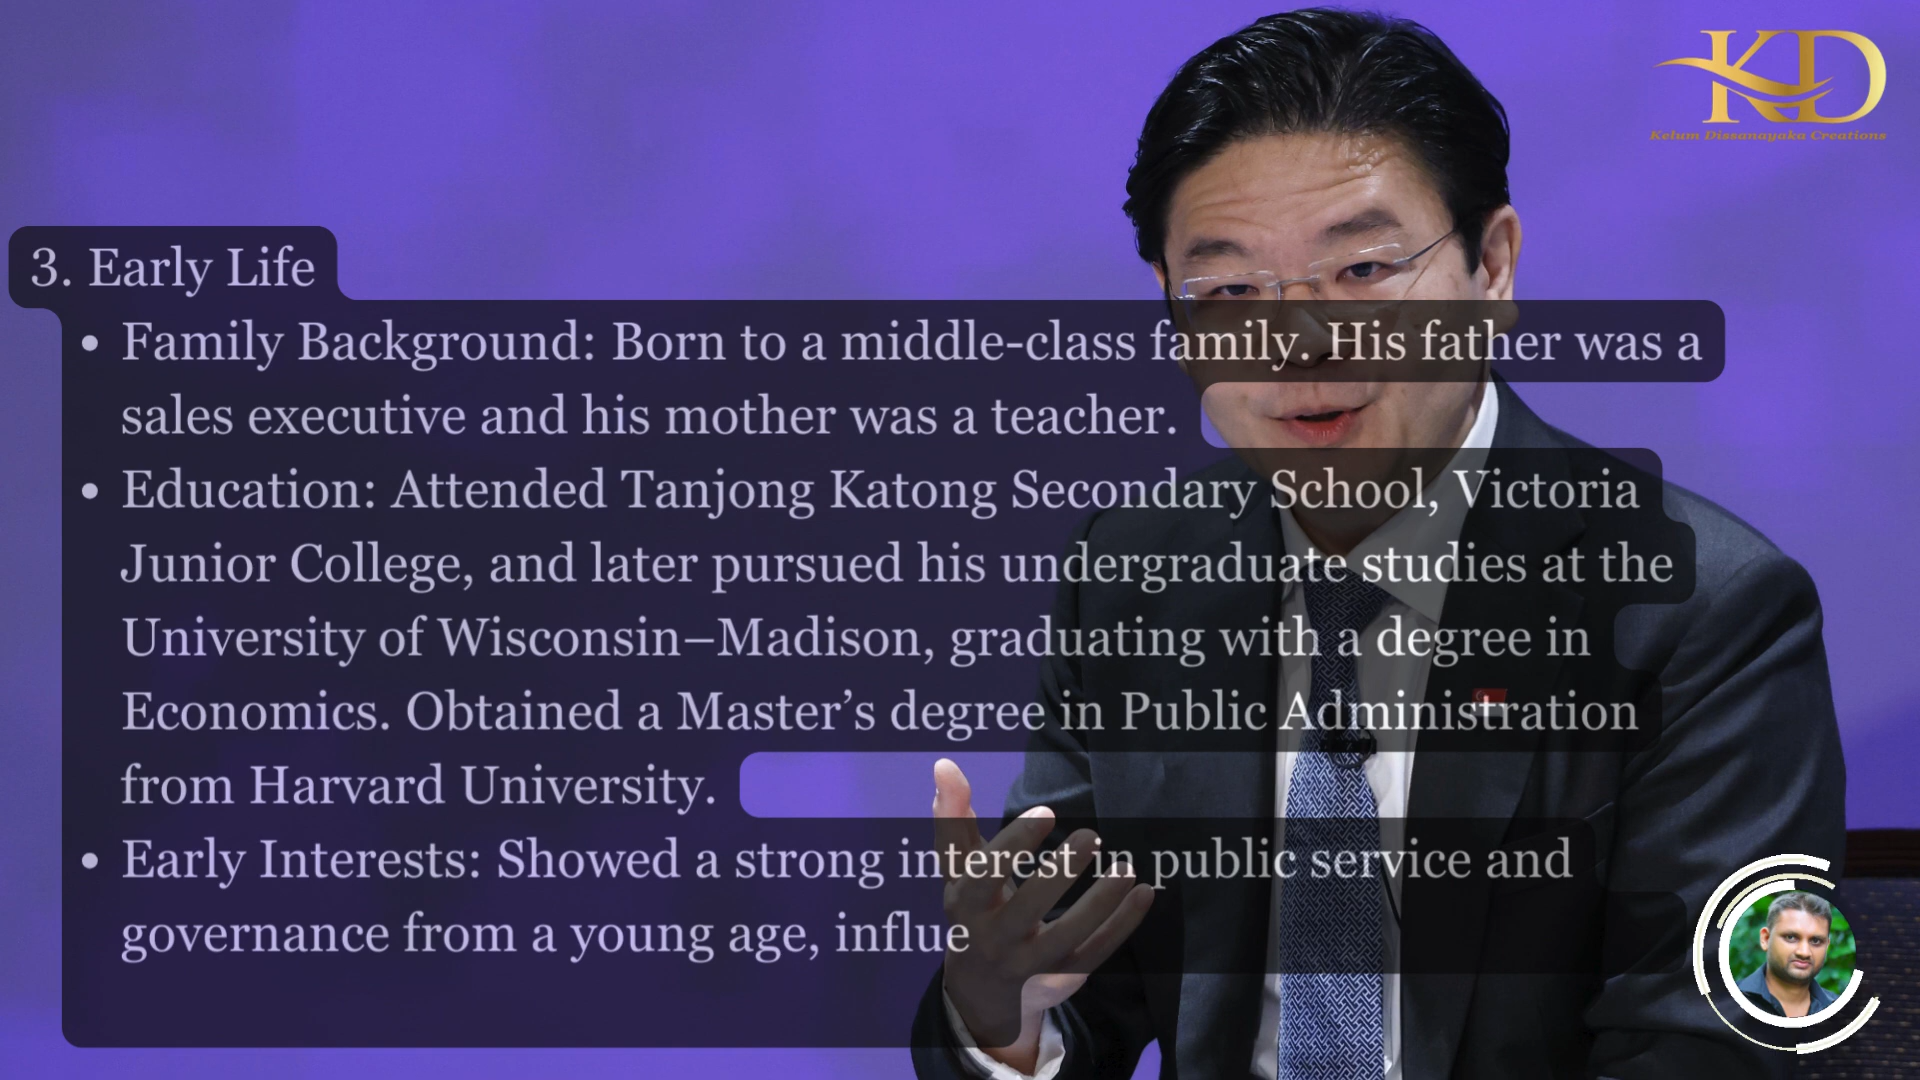 KD
Kelum Dissanayaka Creations
3. Early Life
• Family Background: Born to a middle-class family. His father was a
sales executive and his mother was a teacher.
• Education: Attended Tanjong Katong Secondary School, Victoria
Junior College, and later pursued his undergraduate studies at the
University of Wisconsin–Madison, graduating with a degree in
Economics. Obtained a Master’s degree in Public Administration
from Harvard University.
• Early Interests: Showed a strong interest in public service and
governance from a young age, influe